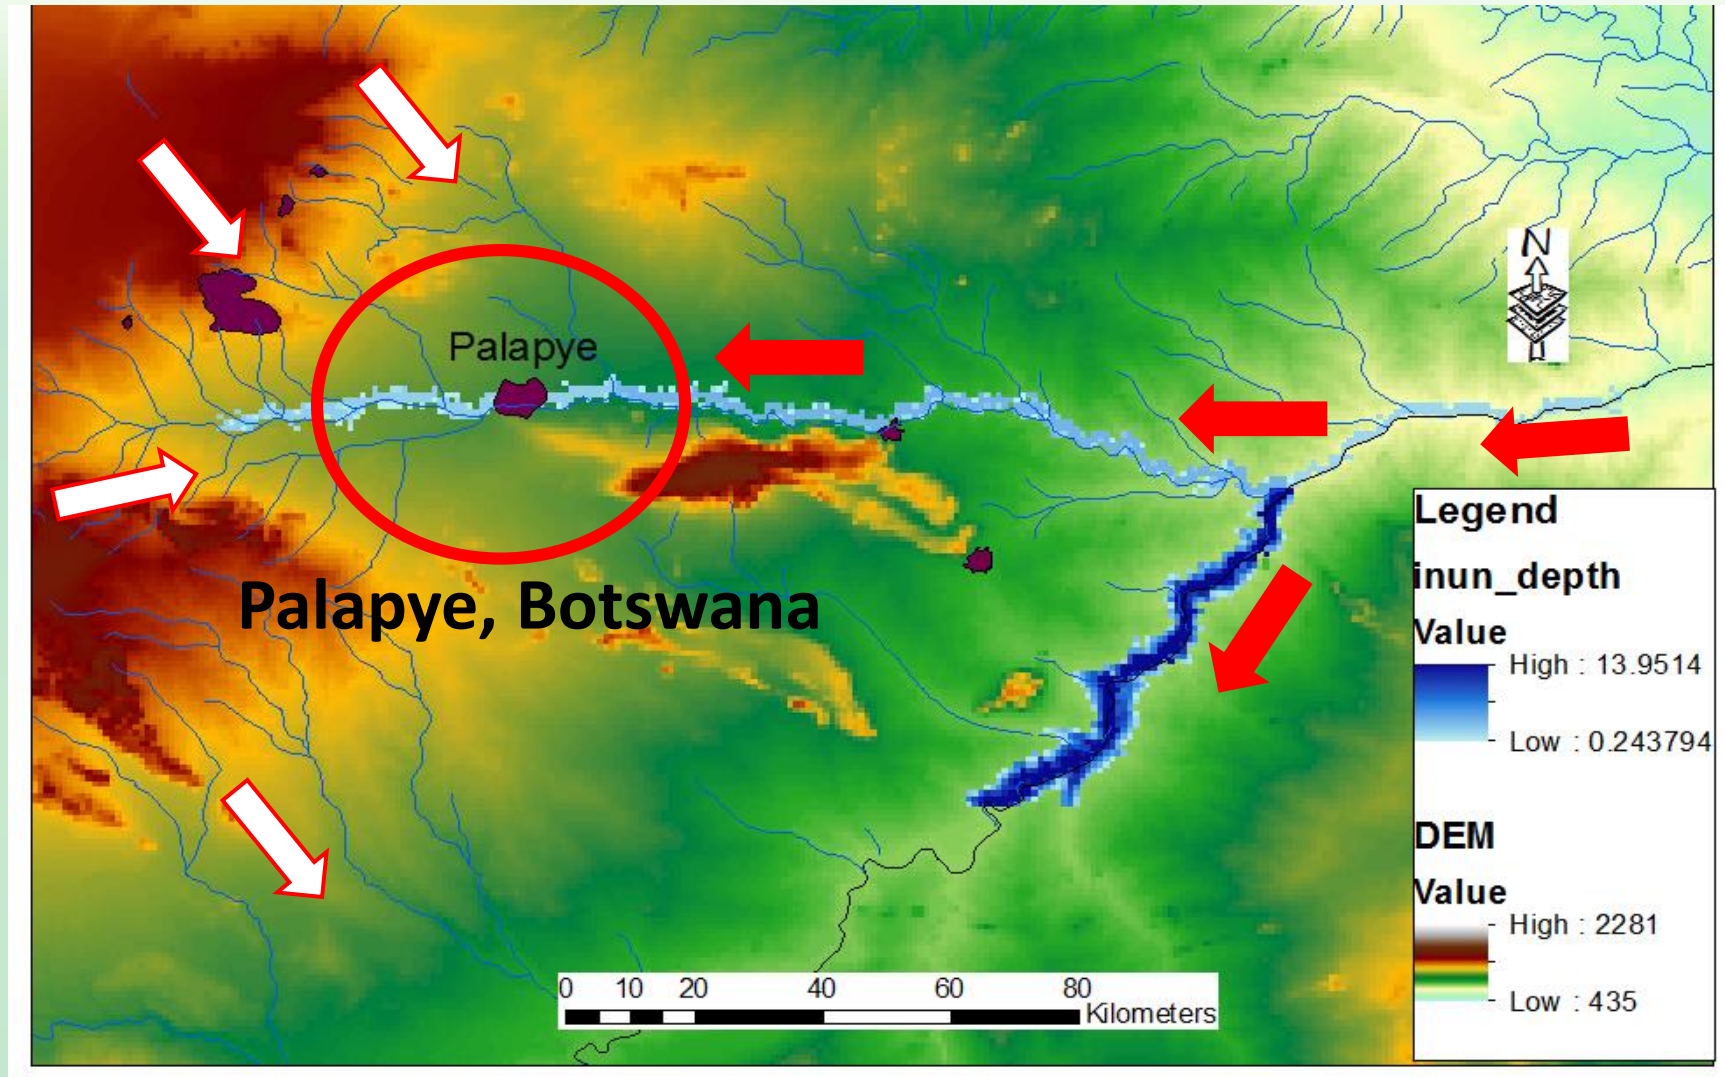 N
Palapye
Palapye, Botswana
Legend
inun_depth
Value
High : 13.9514
Low : 0.243794
DEM
Value
High : 2281
Low : 435
0 10 20 40 60 80
Kilometers